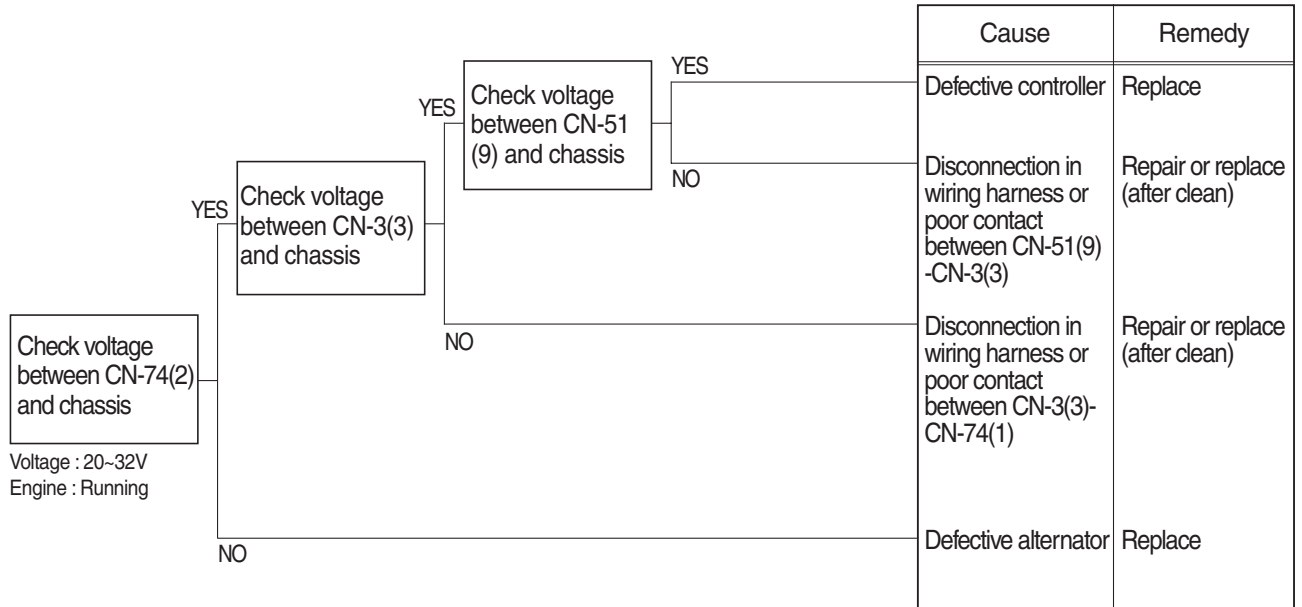 Cause
Remedy
YES
Defective controller
Replace
YES
Check voltage
between CN-51
(9) and chassis
NO
Disconnection in
wiring harness or
poor contact
between CN-51(9)
-CN-3(3)
Repair or replace
(after clean)
YES
Check voltage
between CN-3(3)
and chassis
NO
Disconnection in
wiring harness or
poor contact
between CN-3(3)-
CN-74(1)
Repair or replace
(after clean)
Check voltage
between CN-74(2)
and chassis
Voltage : 20~32V
Engine : Running
NO
Defective alternator
Replace